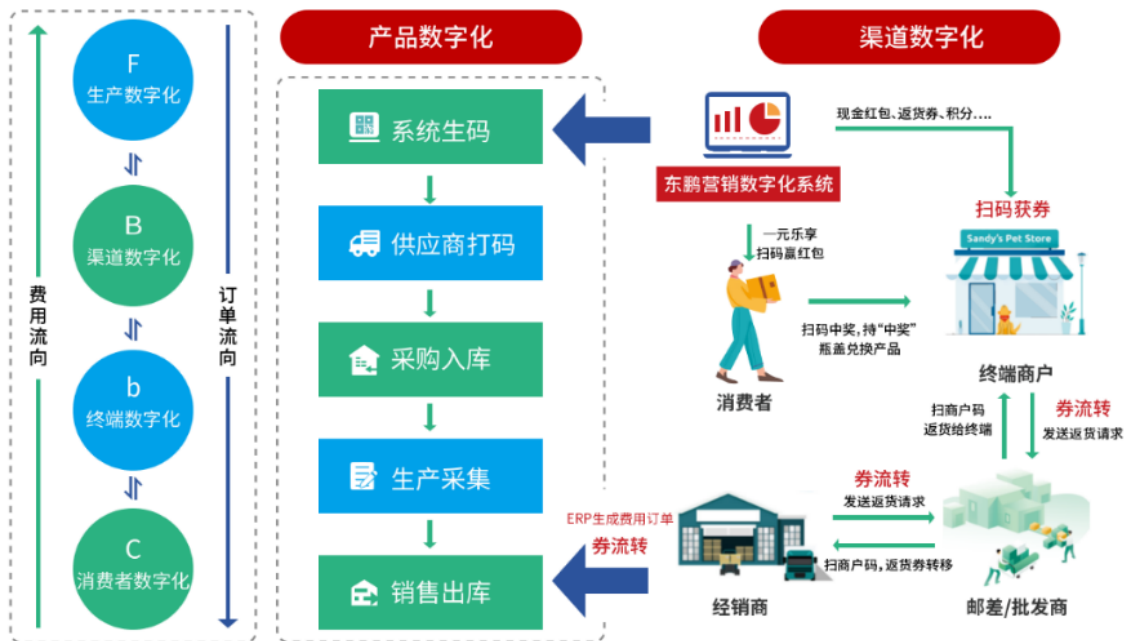 F
生产数字化
B
渠道数字化
b
终端数字化
C
消费者数字化
费用流向
订单流向
产品数字化
系统生码
供应商打码
采购入库
生产采集
销售出库
渠道数字化
现金红包、返货券、积分....
东鹏营销数字化系统
扫码获券
Sandy's Pet Store
一元乐享
扫码赢红包
扫码中奖，持“中奖”
瓶盖兑换产品
消费者
终端商户
扫商户码
返货给终端
券流转
发送返货请求
券流转
发送返货请求
ERP生成费用订单
券流转
扫商户码，返货券转移
经销商
邮差/批发商